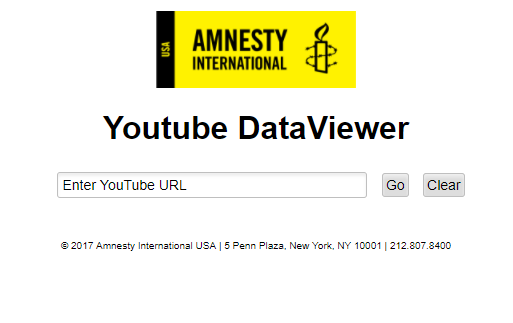 USA
AMNESTY
INTERNATIONAL
Youtube DataViewer
Enter YouTube URL Go Clear
© 2017 Amnesty International USA | 5 Penn Plaza, New York, NY 10001 | 212.807.8400